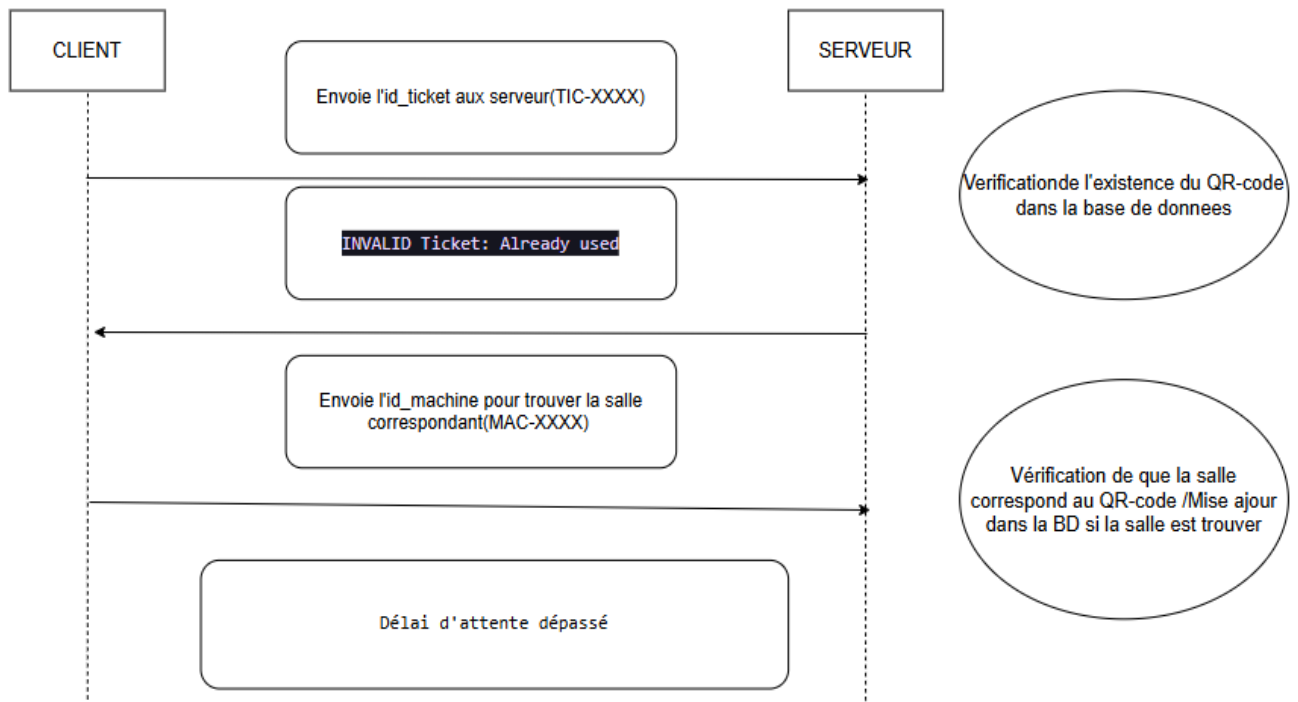 CLIENT
SERVEUR
Envoie l'id_ticket aux serveur(TIC-XXXX)
Verificationde l'existence du QR-code
dans la base de donnees
INVALID Ticket: Already used
Envoie l'id_machine pour trouver la salle
correspondant(MAC-XXXX)
Vérification de que la salle
correspond au QR-code /Mise ajour
dans la BD si la salle est trouver
Délai d'attente dépassé